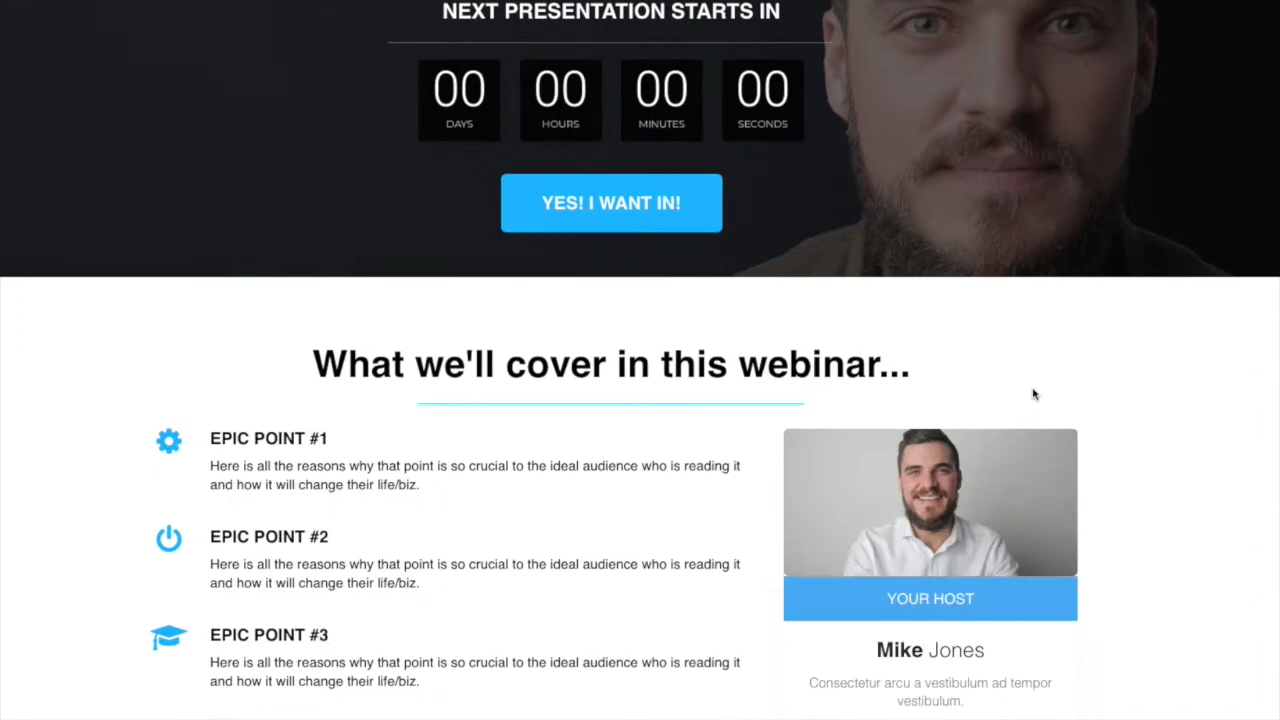 NEXT PRESENTATION STARTS IN
00 00 00 00
DAYS HOURS MINUTES SECONDS
YES! I WANT IN!
What we'll cover in this webinar...
EPIC POINT #1
Here is all the reasons why that point is so crucial to the ideal audience who is reading it
and how it will change their life/biz.
EPIC POINT #2
Here is all the reasons why that point is so crucial to the ideal audience who is reading it
and how it will change their life/biz.
EPIC POINT #3
Here is all the reasons why that point is so crucial to the ideal audience who is reading it
and how it will change their life/biz.
YOUR HOST
Mike Jones
Consectetur arcu a vestibulum ad tempor
vestibulum.